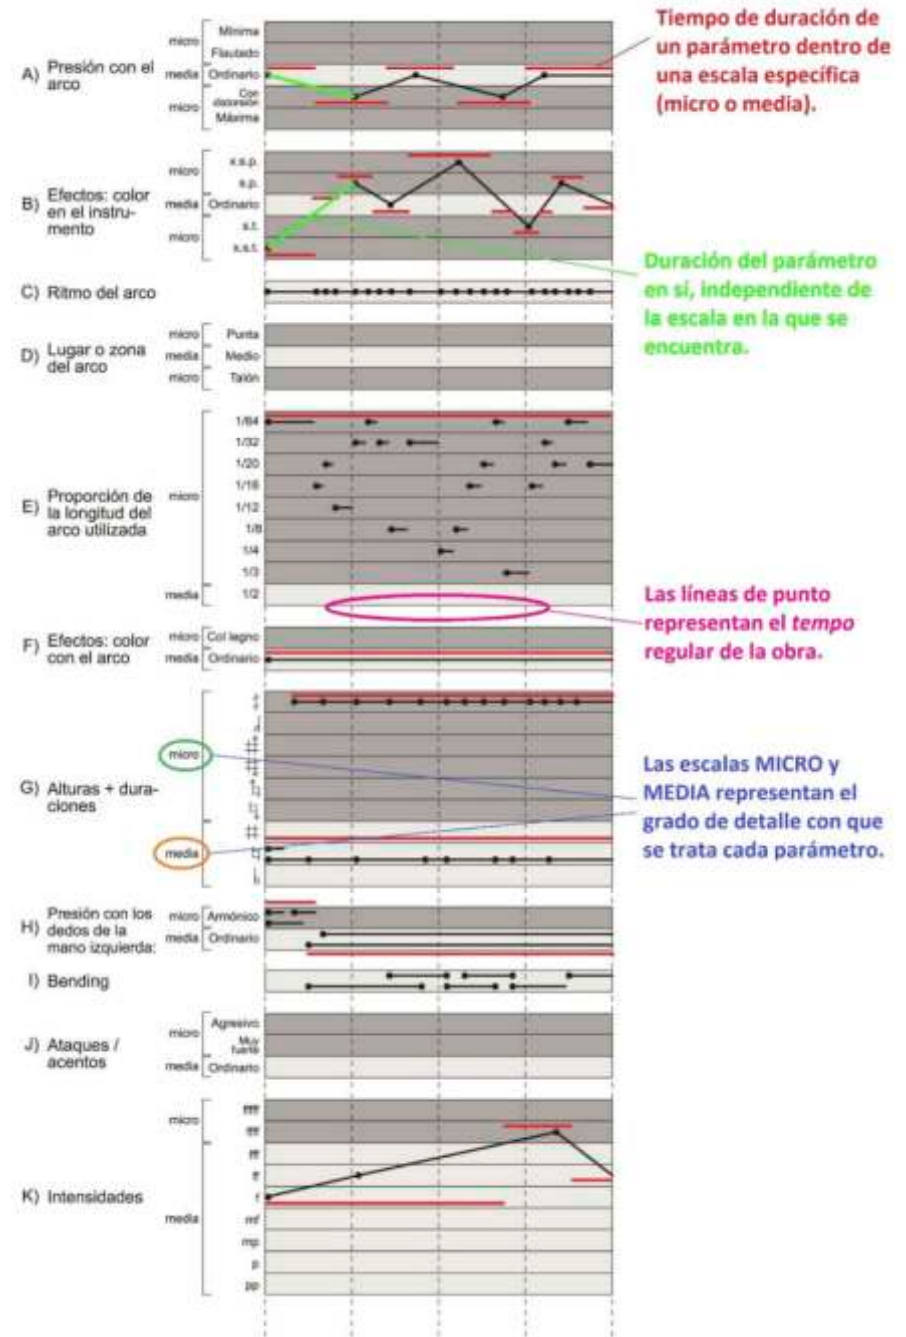 Mínima
micro
Flautado
A) Presión con el arco
media
Ordinario
Con distorsión
micro
Máxima
Tiempo de duración de
un parámetro dentro de
una escala específica
(micro o media).
x.s.p.
micro
s.p.
B) Efectos: color
en el instru-
mento
media
Ordinario
s.t.
micro
x.s.t.
Duración del parámetro
en sí, independiente de
la escala en la que se
encuentra.
C) Ritmo del arco
micro
Punta
D) Lugar o zona
del arco
media
Medio
micro
Talón
1/64
1/32
1/20
1/16
E) Proporción de
la longitud del
arco utilizada
micro
1/12
1/8
1/4
1/3
media
1/2
Las líneas de punto
representan el tempo
regular de la obra.
F) Efectos: color
con el arco
micro
Col legno
media
Ordinario
G) Alturas + dura-
ciones
micro
media
Las escalas MICRO y
MEDIA representan el
grado de detalle con que
se trata cada parámetro.
H) Presión con los
dedos de la
mano izquierda:
micro
Armónico
media
Ordinario
I) Bending
J) Ataques /
acentos
micro
Agresivo
Muy
fuerte
media
Ordinario
K) Intensidades
micro
media
fff
ff
f
mf
mp
p
pp